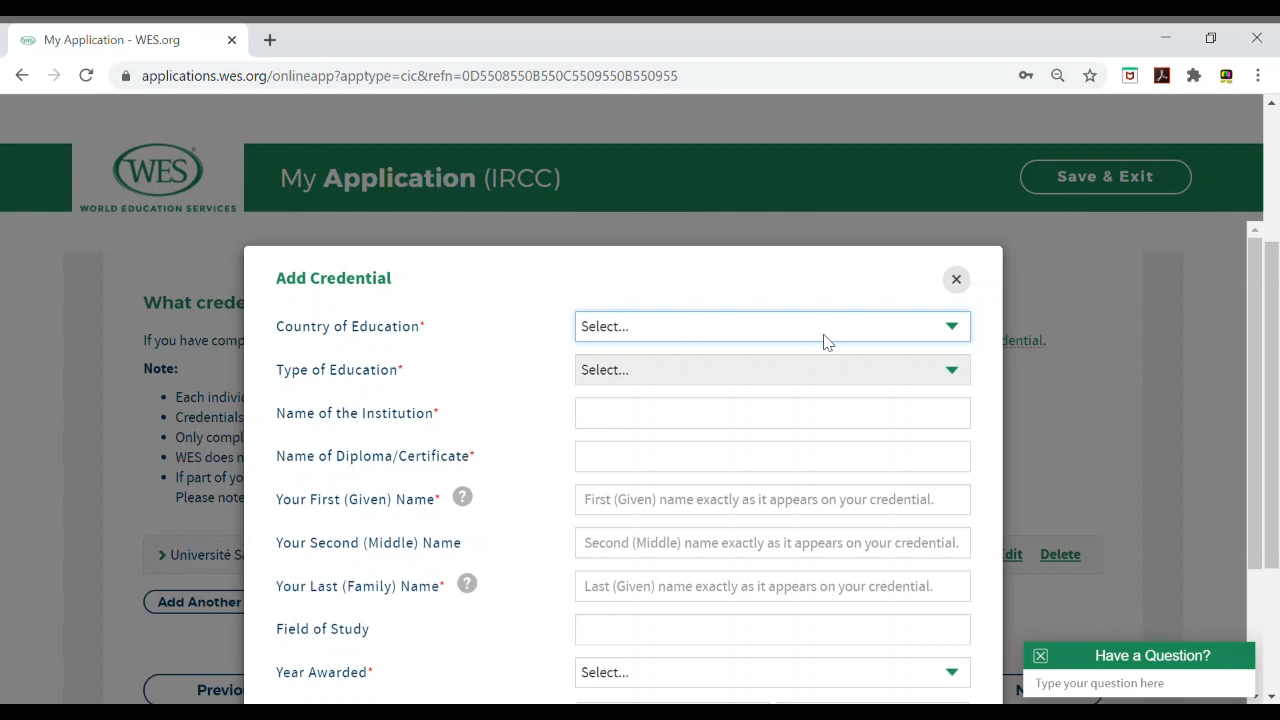 WES
My Application - WES.org
applications.wes.org/onlineapp?apptype=cic&refn=0D5508550B550C5509550B550955
WES
WORLD EDUCATION SERVICES
My Application (IRCC)
Save & Exit
Add Credential
What crede
Country of Education*
Select...
If you have comp
dential.
Note:
Type of Education*
Select...
• Each individ
• Credentials
Name of the Institution*
• Only compl
• WES does n
Name of Diploma/Certificate*
• If part of yo
Please note
Your First (Given) Name*
?
First (Given) name exactly as it appears on your credential.
Your Second (Middle) Name
Second (Middle) name exactly as it appears on your credential.
Université S
dit
Delete
Your Last (Family) Name*
?
Last (Given) name exactly as it appears on your credential.
Add Another
Field of Study
Year Awarded*
Select...
Previo
N
Have a Question?
Type your question here